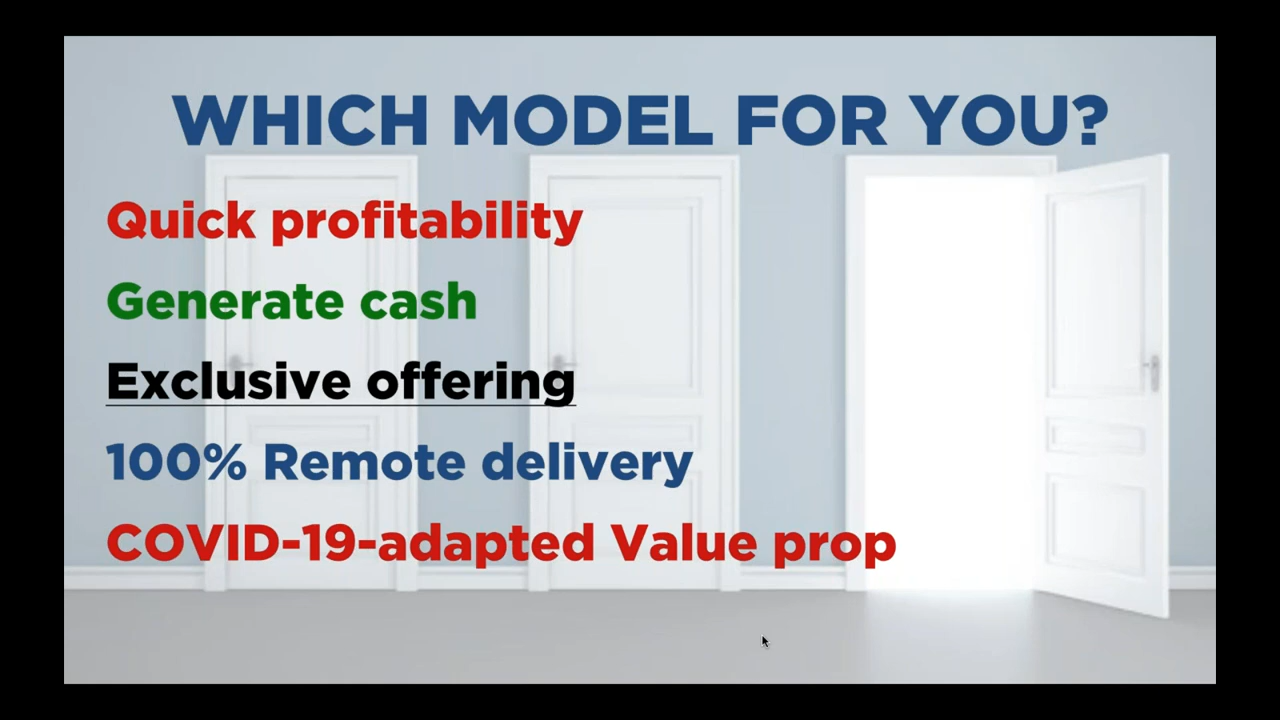 WHICH MODEL FOR YOU?
Quick profitability
Generate cash
Exclusive offering
100% Remote delivery
COVID-19-adapted Value prop